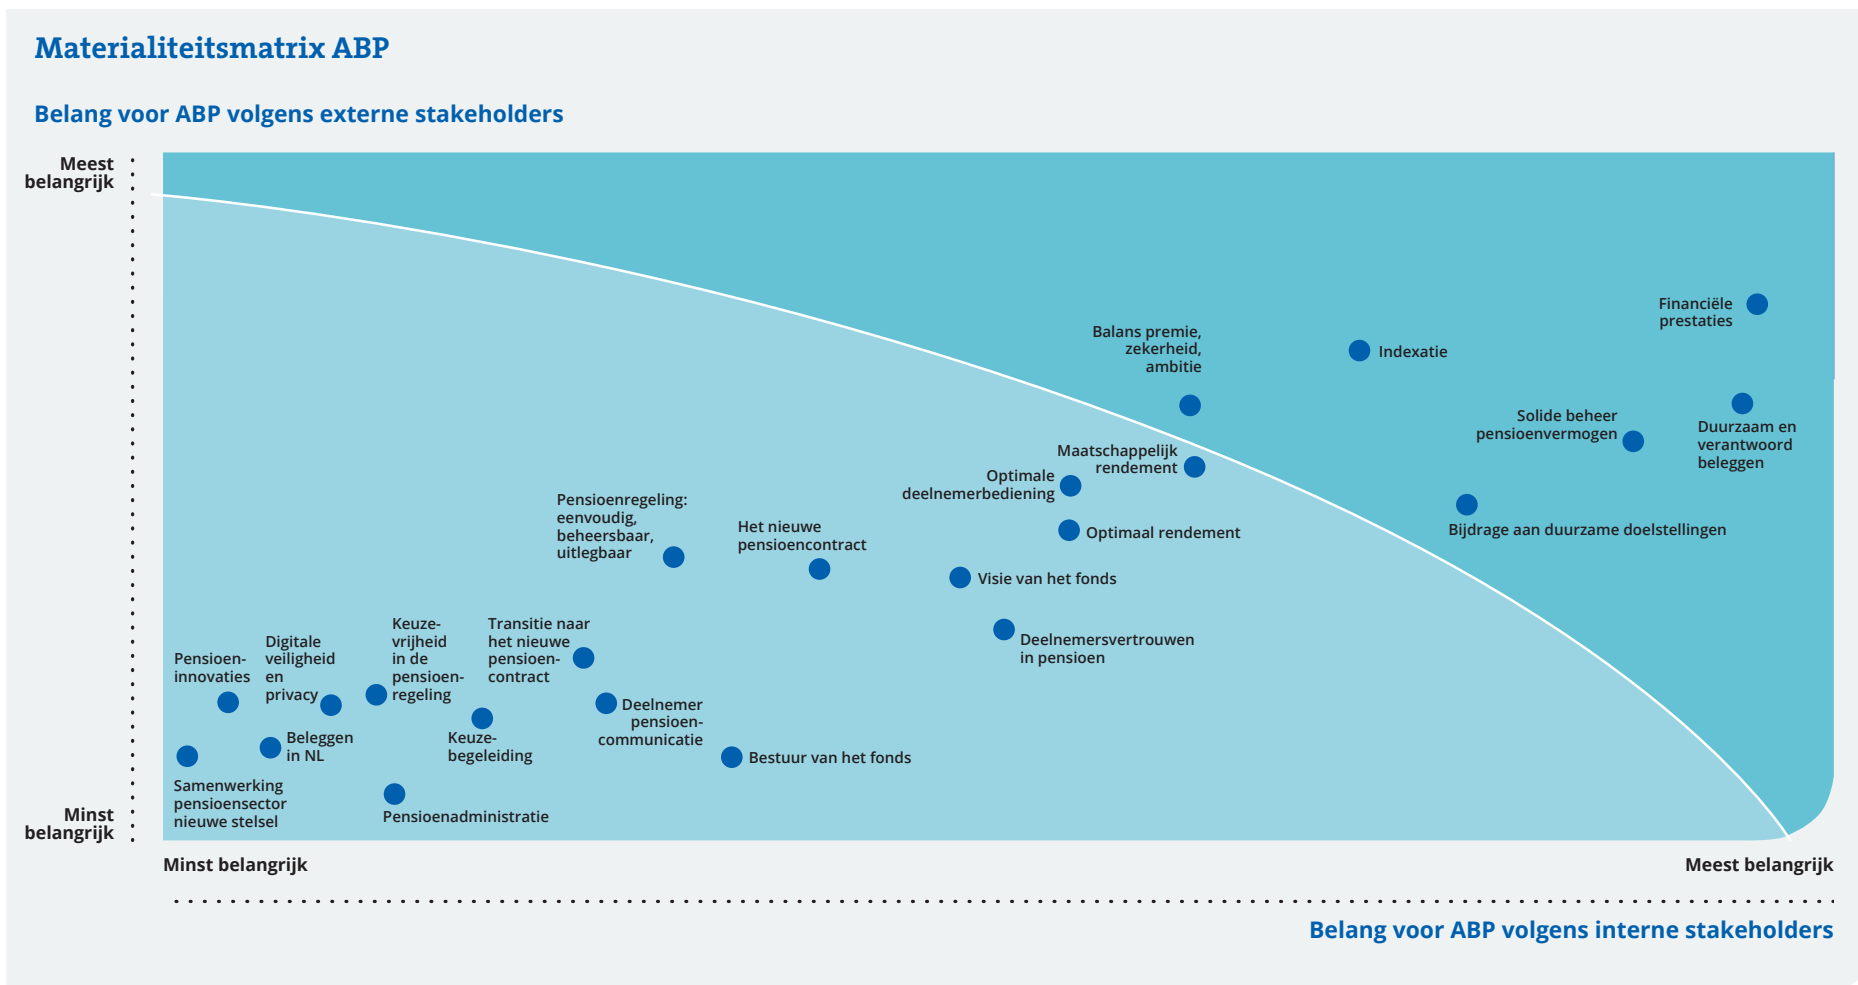 Materialiteitsmatrix ABP
Belang voor ABP volgens externe stakeholders
Meest
belangrijk
Financiële
prestaties
Balans premie,
zekerheid,
ambitie
Indexatie
Solide beheer
pensioenvermogen
Duurzaam en
verantwoord
beleggen
Maatschappelijk
rendement
Optimale
deelnemerbediening
Pensioenregeling:
eenvoudig,
beheersbaar,
uitlegbaar
Het nieuwe
pensioencontract
Optimaal rendement
Bijdrage aan duurzame doelstellingen
Visie van het fonds
Deelnemersvertrouwen
in pensioen
Pensioen-
innovaties
Digitale
veiligheid
en
privacy
Keuze-
vrijheid
in de
pensioen-
regeling
Transitie naar
het nieuwe
pensioen-
contract
Deelnemer
pensioen-
communicatie
Beleggen
in NL
Keuze-
begeleiding
Bestuur van het fonds
Samenwerking
pensioensector
nieuwe stelsel
Pensioenadministratie
Minst
belangrijk
Minst belangrijk
Meest belangrijk
Belang voor ABP volgens interne stakeholders